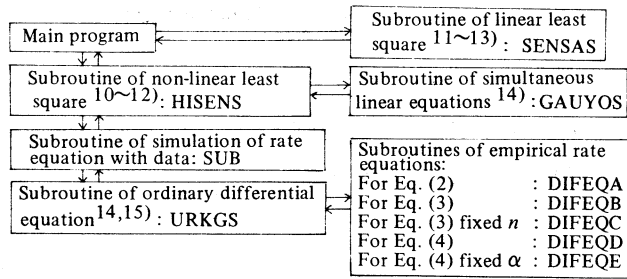 Main program
Subroutine of linear least
square 11~13) : SENSAS
Subroutine of non-linear least
square 10~12) : HISENS
Subroutine of simultaneous
linear equations 14) : GAUYOS
Subroutine of simulation of rate
equation with data: SUB
Subroutine of ordinary differential
equation14,15) : URKGS
Subroutines of empirical rate
equations:
For Eq. (2) : DIFEQA
For Eq. (3) : DIFEQB
For Eq. (3) fixed n : DIFEQC
For Eq. (4) : DIFEQD
For Eq. (4) fixed α : DIFEQE